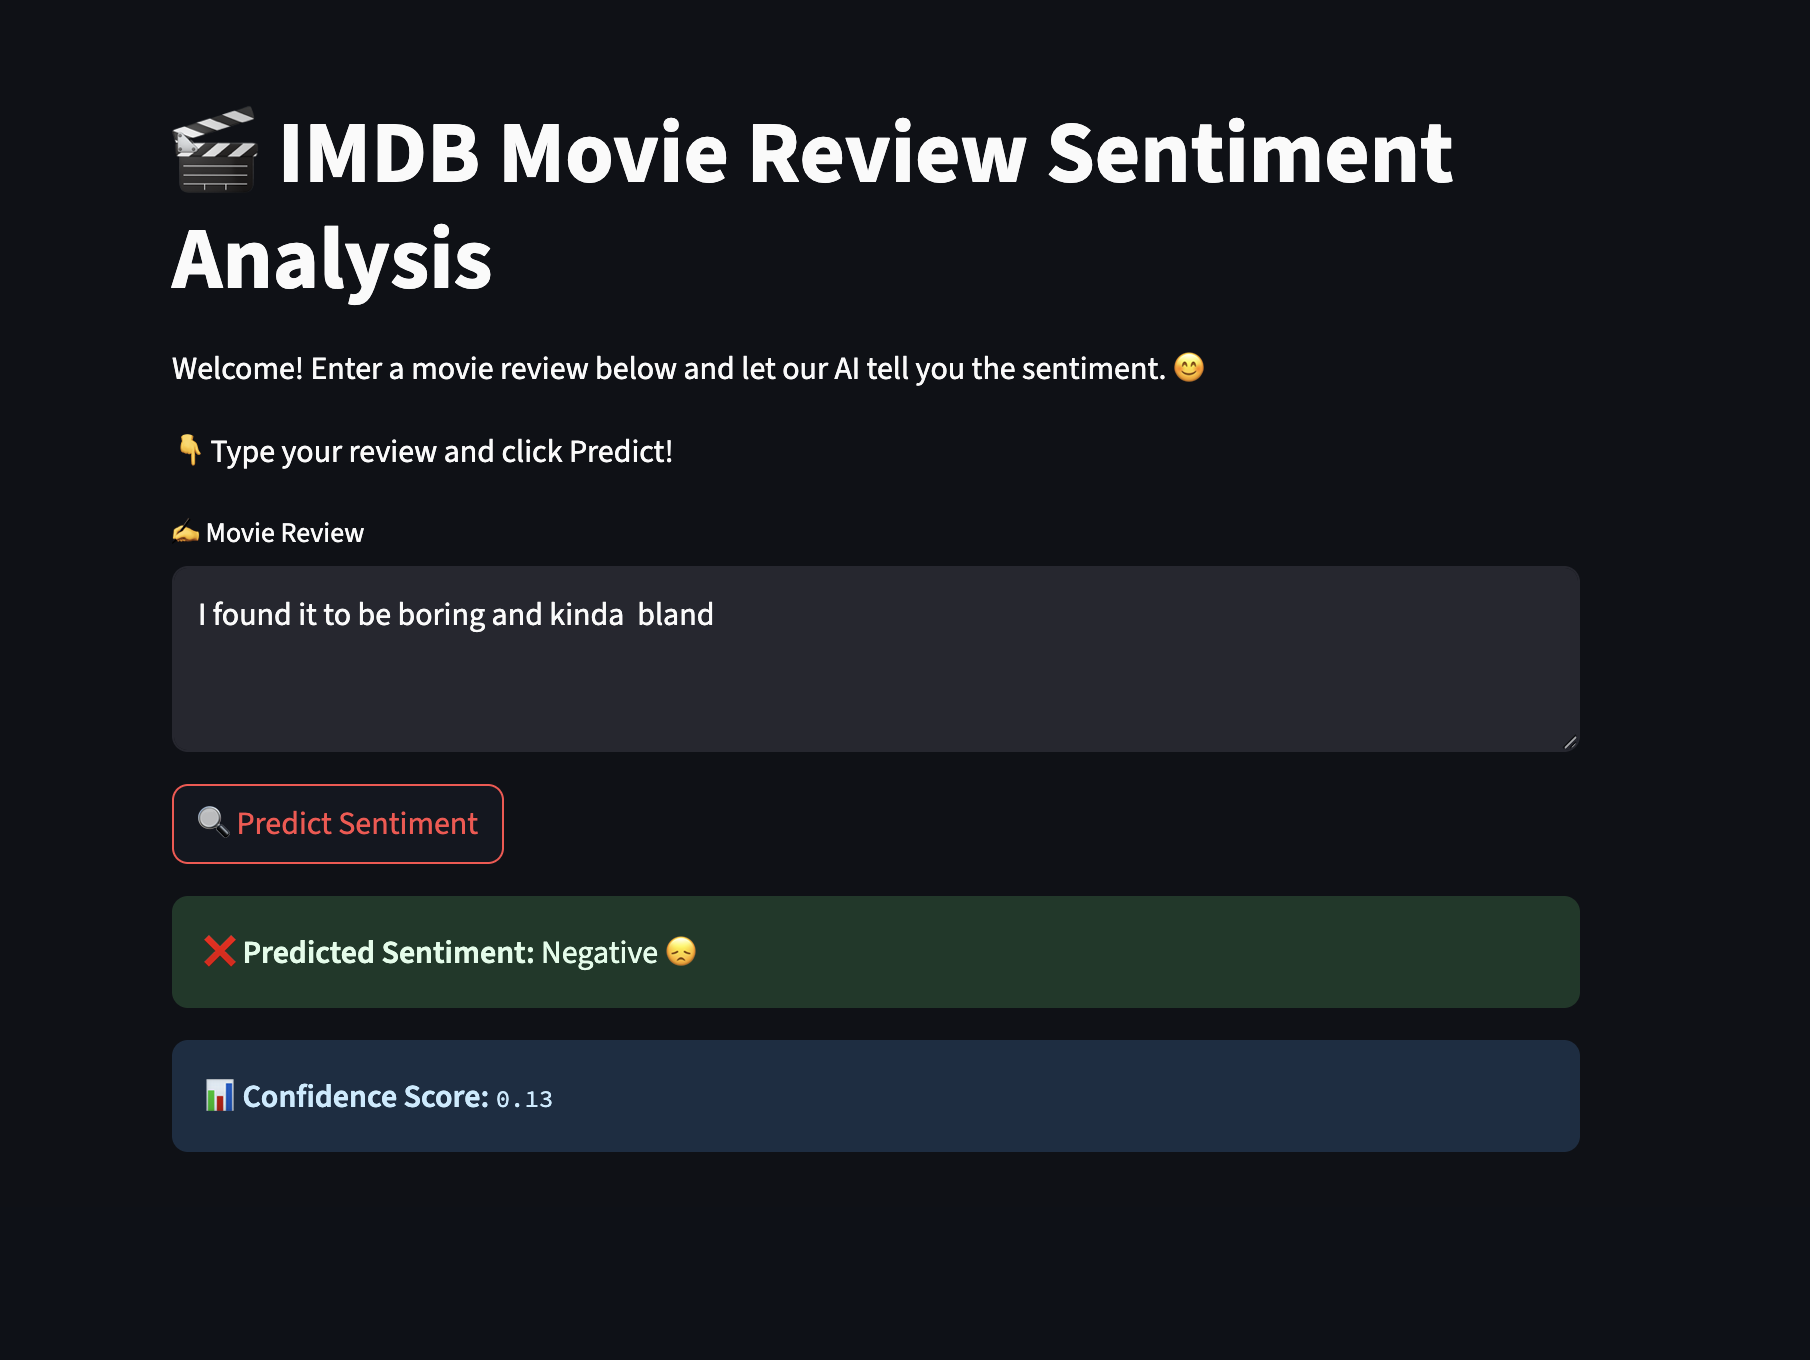 🎬 IMDB Movie Review Sentiment
Analysis
Welcome! Enter a movie review below and let our AI tell you the sentiment. 😊
👇 Type your review and click Predict!
✍️ Movie Review
I found it to be boring and kinda  bland
🔍 Predict Sentiment
❌ Predicted Sentiment: Negative 😞
📊 Confidence Score: 0.13